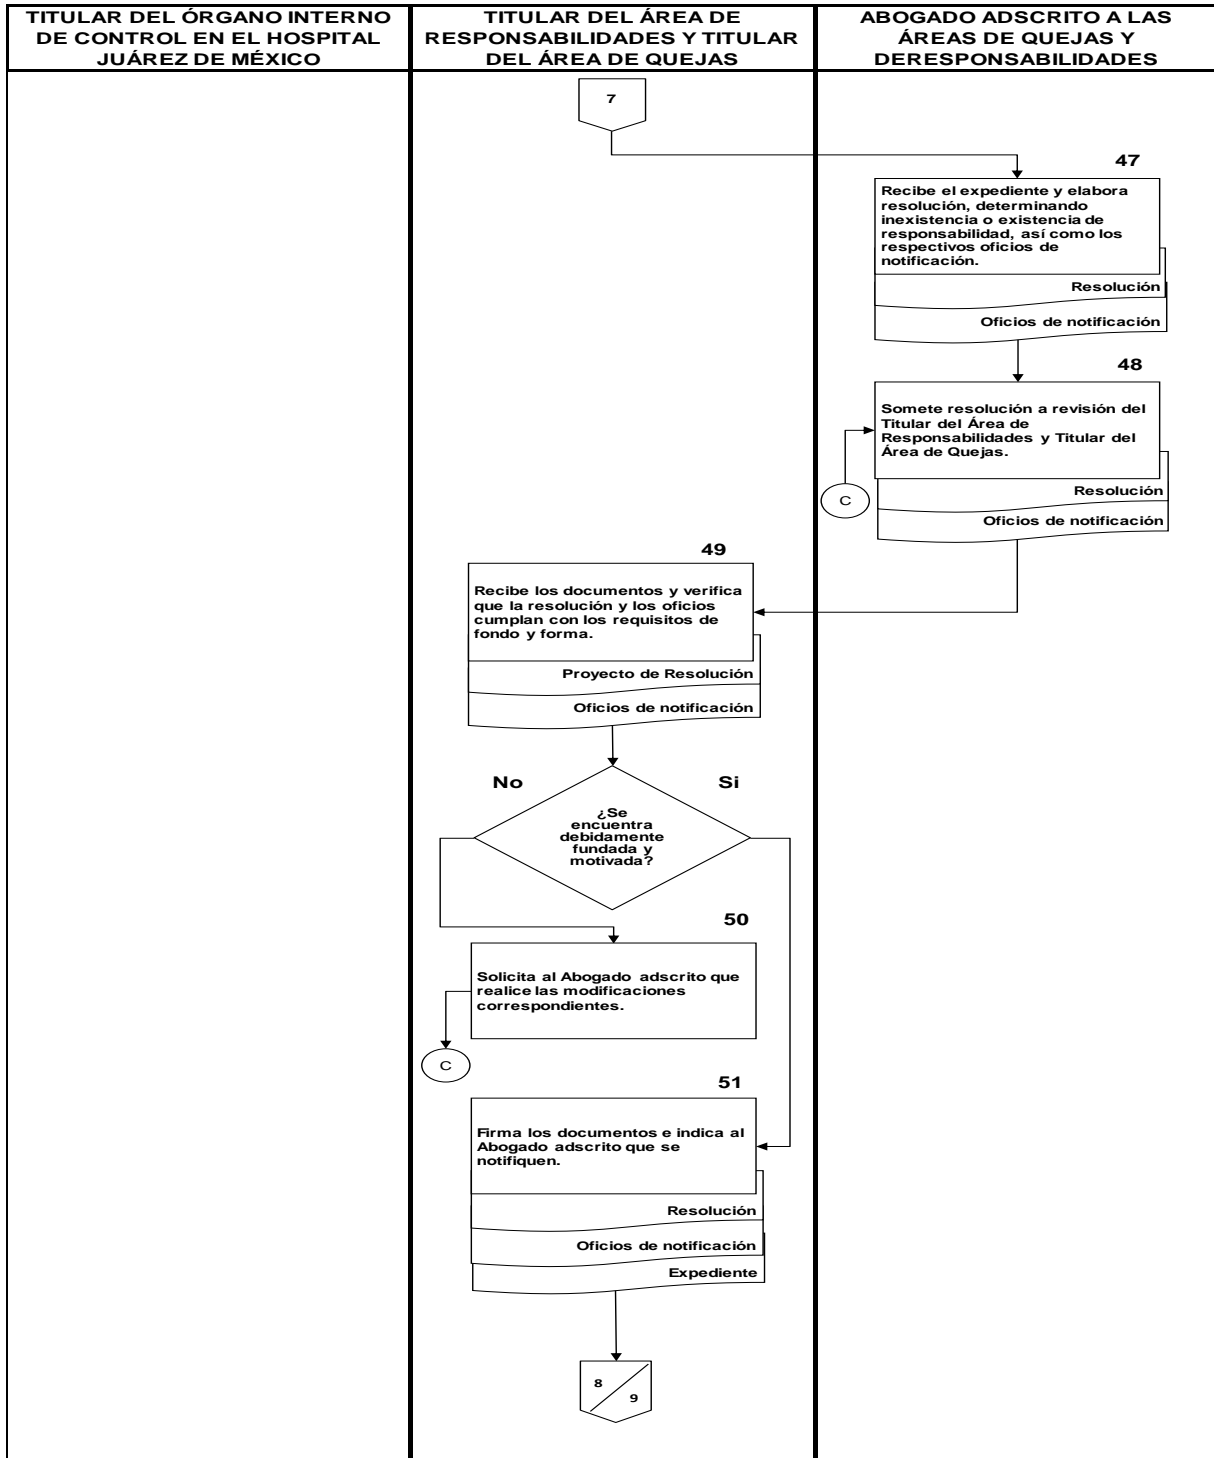 TITULAR DEL ÓRGANO INTERNO
DE CONTROL EN EL HOSPITAL
JUÁREZ DE MÉXICO
TITULAR DEL ÁREA DE
RESPONSABILIDADES Y TITULAR
DEL ÁREA DE QUEJAS
ABOGADO ADSCRITO A LAS
ÁREAS DE QUEJAS Y
DERESPONSABILIDADES
7
47
Recibe el expediente y elabora
resolución, determinando
inexistencia o existencia de
responsabilidad, así como los
respectivos oficios de
notificación.
Resolución
Oficios de notificación
48
Somete resolución a revisión del
Titular del Área de
Responsabilidades y Titular del
Área de Quejas.
C
Resolución
Oficios de notificación
49
Recibe los documentos y verifica
que la resolución y los oficios
cumplan con los requisitos de
fondo y forma.
Proyecto de Resolución
Oficios de notificación
No
Si
¿Se
encuentra
debidamente
fundada y
motivada?
50
Solicita al Abogado adscrito que
realice las modificaciones
correspondientes.
C
51
Firma los documentos e indica al
Abogado adscrito que se
notifiquen.
Resolución
Oficios de notificación
Expediente
8
9